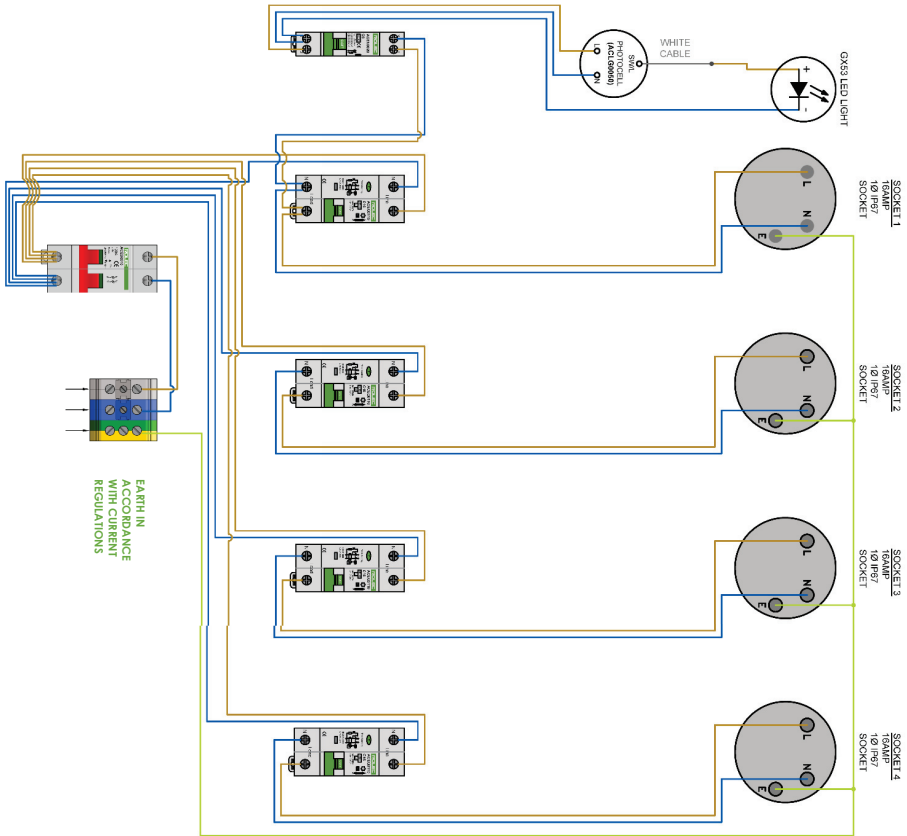 GX53 LED LIGHT
+
-
WHITE
CABLE
SWL
PHOTOCELL
(ACLG0050)
L
N
SOCKET 1
16AMP
1Ø IP67
SOCKET
L
N
E
SOCKET 2
16AMP
1Ø IP67
SOCKET
L
N
E
SOCKET 3
16AMP
1Ø IP67
SOCKET
L
N
E
SOCKET 4
16AMP
1Ø IP67
SOCKET
L
N
E
EARTH IN
ACCORDANCE
WITH CURRENT
REGULATIONS